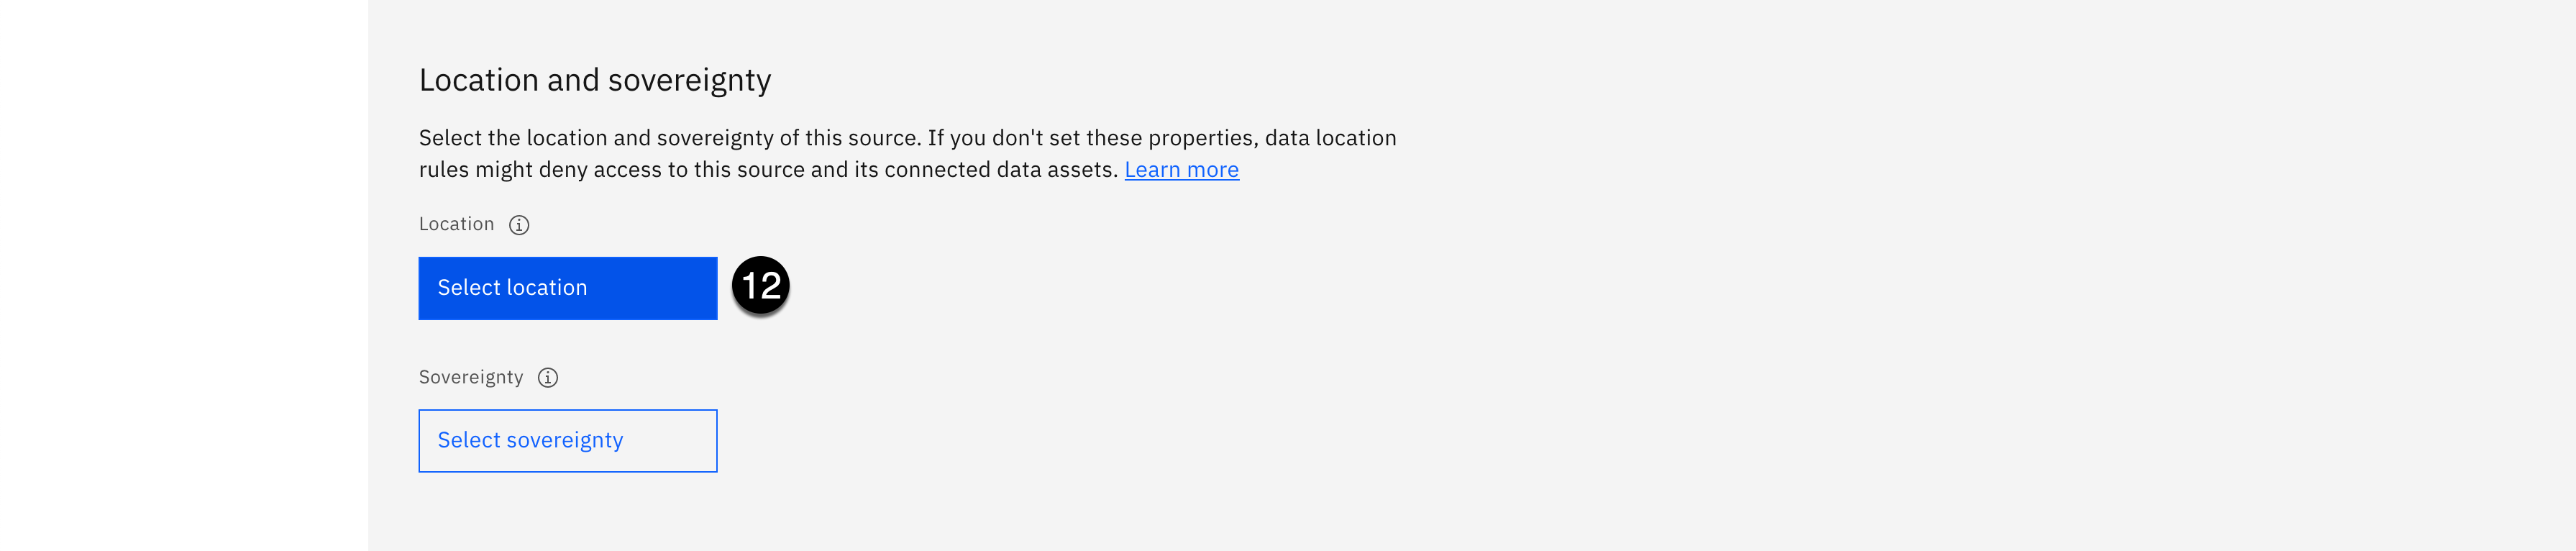 Location and sovereignty
Select the location and sovereignty of this source. If you don't set these properties, data location
rules might deny access to this source and its connected data assets. Learn more
Location
Select location
12
Sovereignty
Select sovereignty